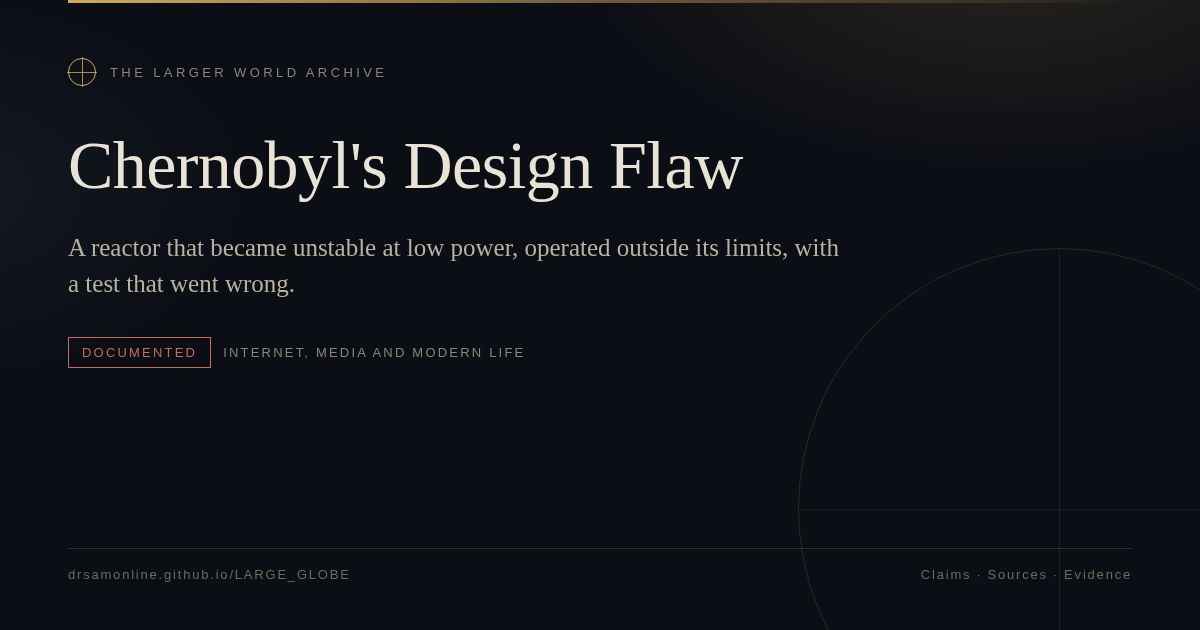 THE LARGER WORLD ARCHIVE
Chernobyl's Design Flaw
A reactor that became unstable at low power, operated outside its limits, with
a test that went wrong.
DOCUMENTED INTERNET, MEDIA AND MODERN LIFE
drsamonline.github.io/LARGE_GLOBE Claims · Sources · Evidence